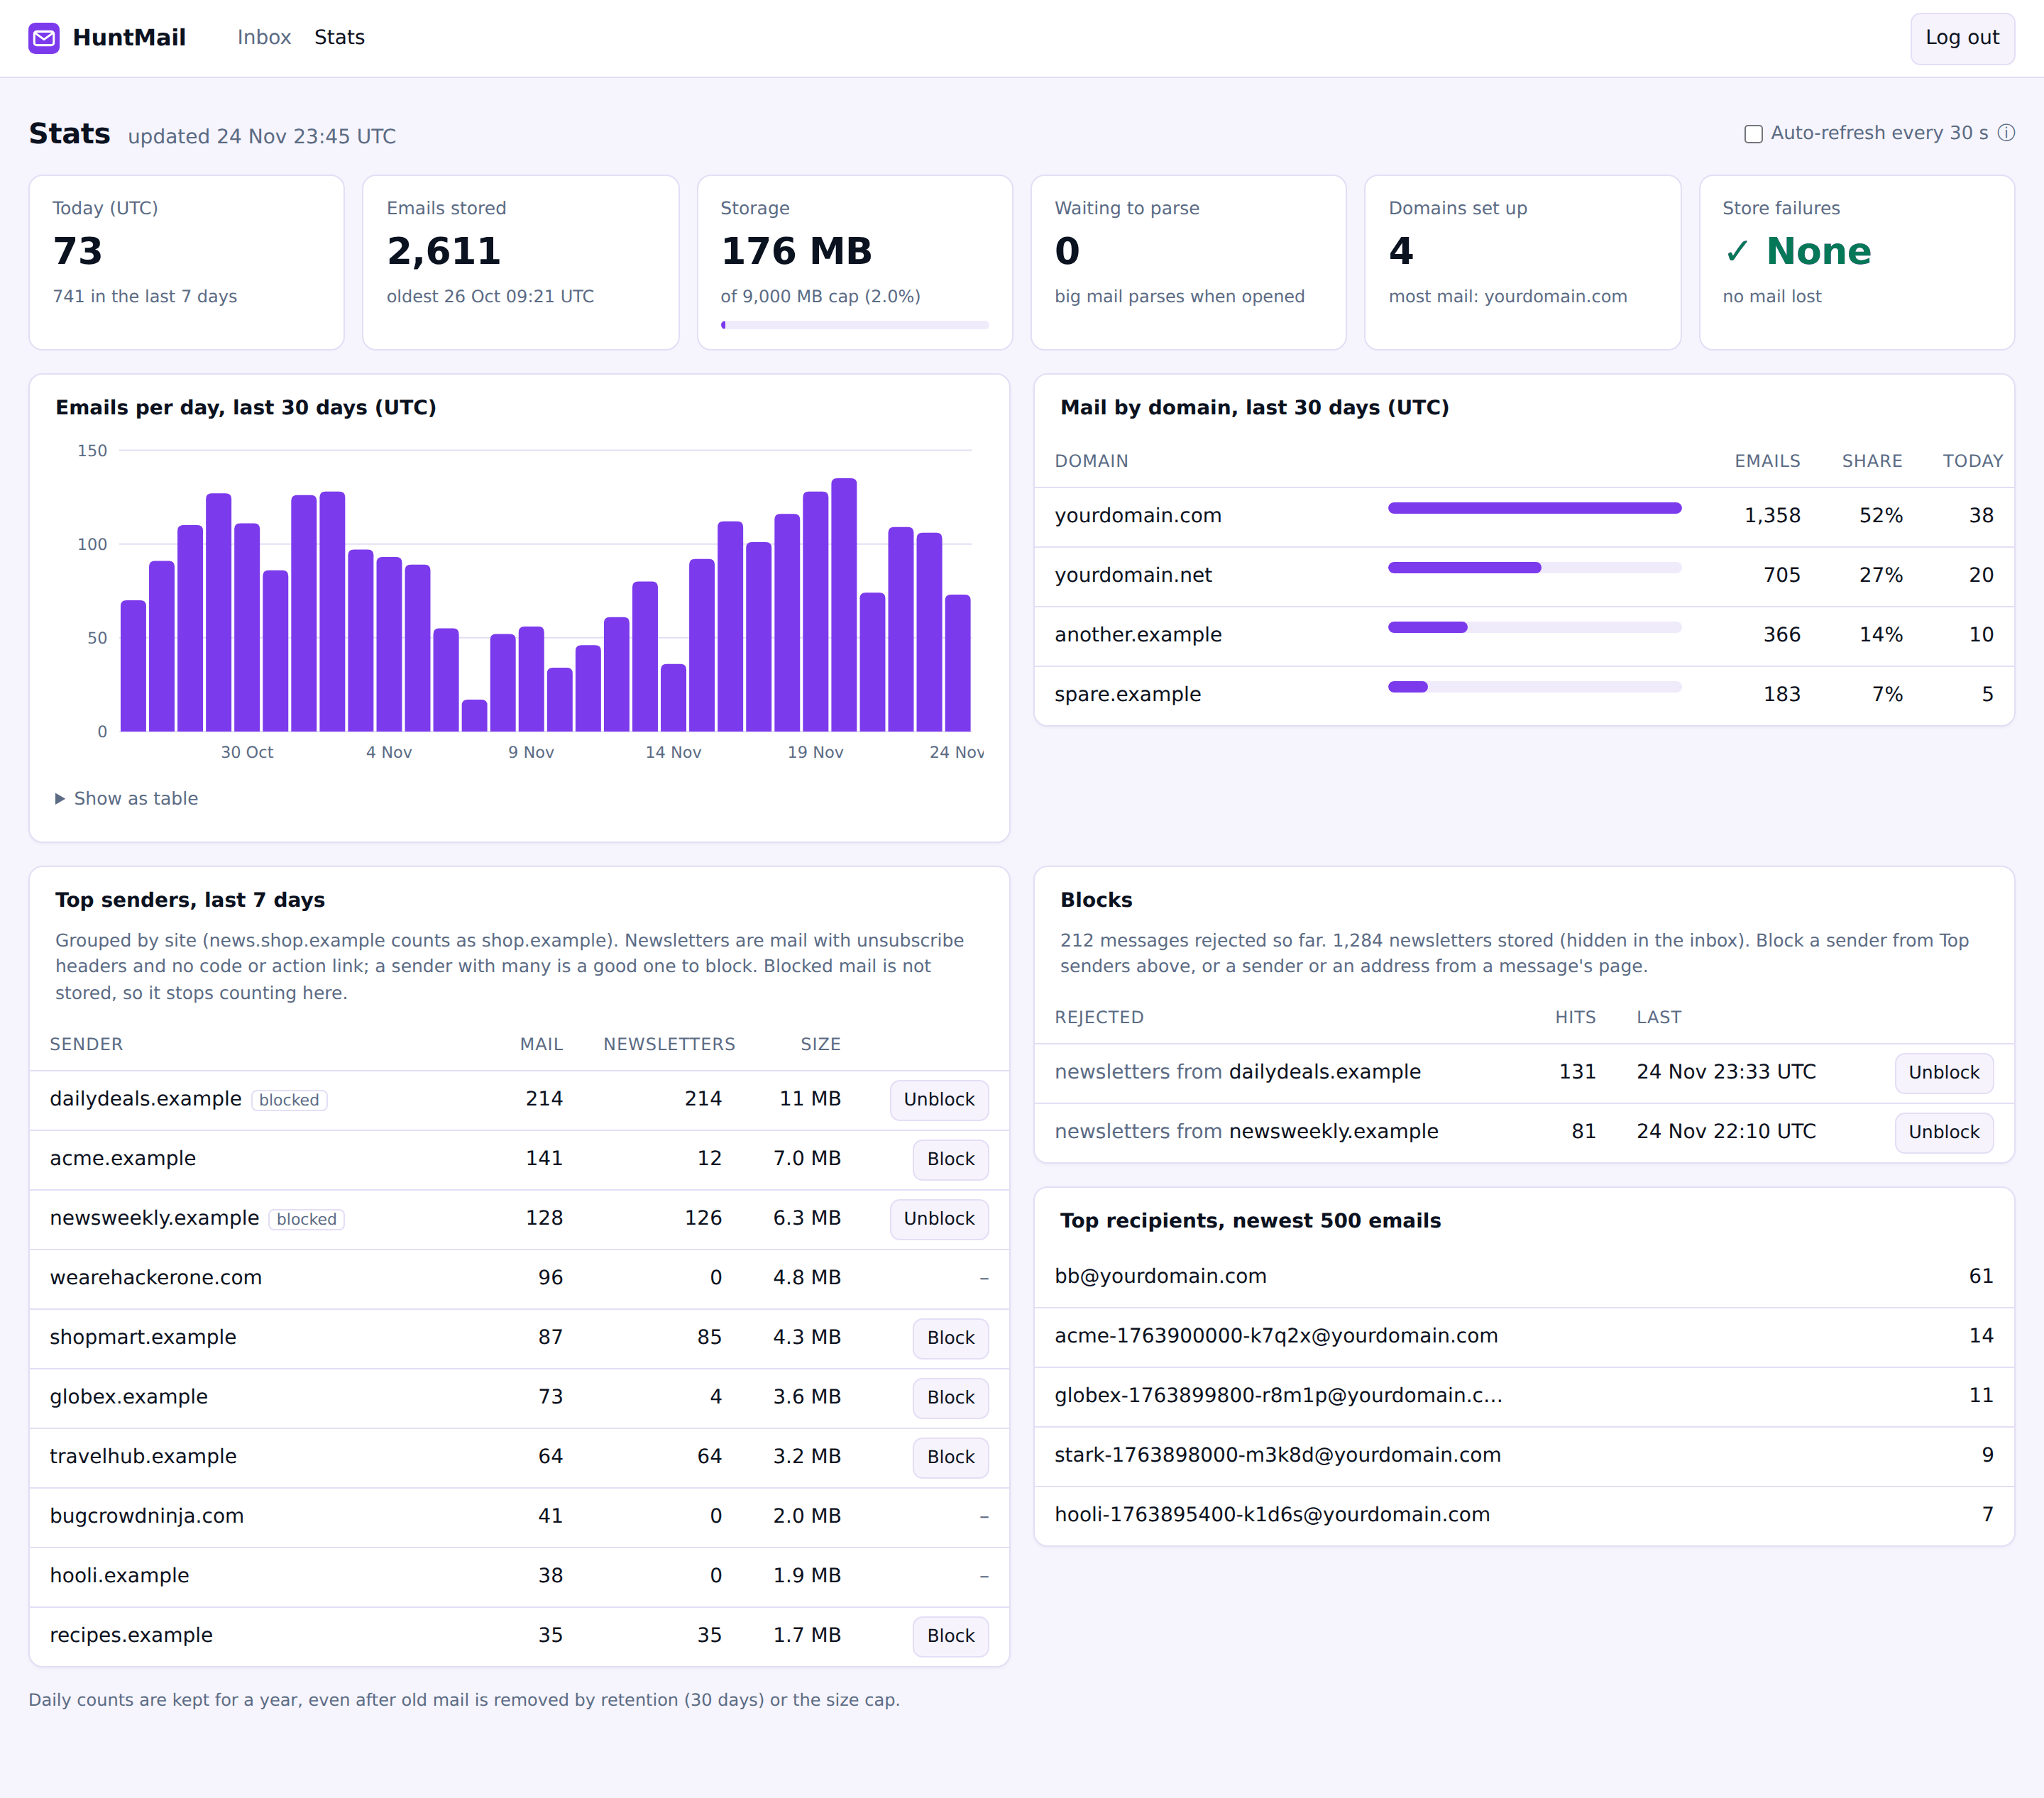 HuntMail Inbox Stats Log out
Stats updated 24 Nov 23:45 UTC Auto-refresh every 30 s ⓘ
Today (UTC)
73
741 in the last 7 days
Emails stored
2,611
oldest 26 Oct 09:21 UTC
Storage
176 MB
of 9,000 MB cap (2.0%)
Waiting to parse
0
big mail parses when opened
Domains set up
4
most mail: yourdomain.com
Store failures
✓ None
no mail lost
Emails per day, last 30 days (UTC)
150
100
50
0
30 Oct 4 Nov 9 Nov 14 Nov 19 Nov 24 Nov
▶ Show as table
Mail by domain, last 30 days (UTC)
DOMAIN EMAILS SHARE TODAY
yourdomain.com 1,358 52% 38
yourdomain.net 705 27% 20
another.example 366 14% 10
spare.example 183 7% 5
Top senders, last 7 days
Grouped by site (news.shop.example counts as shop.example). Newsletters are mail with unsubscribe
headers and no code or action link; a sender with many is a good one to block. Blocked mail is not
stored, so it stops counting here.
SENDER MAIL NEWSLETTERS SIZE
dailydeals.example blocked 214 214 11 MB Unblock
acme.example 141 12 7.0 MB Block
newsweekly.example blocked 128 126 6.3 MB Unblock
wearehackerone.com 96 0 4.8 MB –
shopmart.example 87 85 4.3 MB Block
globex.example 73 4 3.6 MB Block
travelhub.example 64 64 3.2 MB Block
bugcrowdninja.com 41 0 2.0 MB –
hooli.example 38 0 1.9 MB –
recipes.example 35 35 1.7 MB Block
Blocks
212 messages rejected so far. 1,284 newsletters stored (hidden in the inbox). Block a sender from Top
senders above, or a sender or an address from a message's page.
REJECTED HITS LAST
newsletters from dailydeals.example 131 24 Nov 23:33 UTC Unblock
newsletters from newsweekly.example 81 24 Nov 22:10 UTC Unblock
Top recipients, newest 500 emails
bb@yourdomain.com 61
acme-1763900000-k7q2x@yourdomain.com 14
globex-1763899800-r8m1p@yourdomain.c… 11
stark-1763898000-m3k8d@yourdomain.com 9
hooli-1763895400-k1d6s@yourdomain.com 7
Daily counts are kept for a year, even after old mail is removed by retention (30 days) or the size cap.